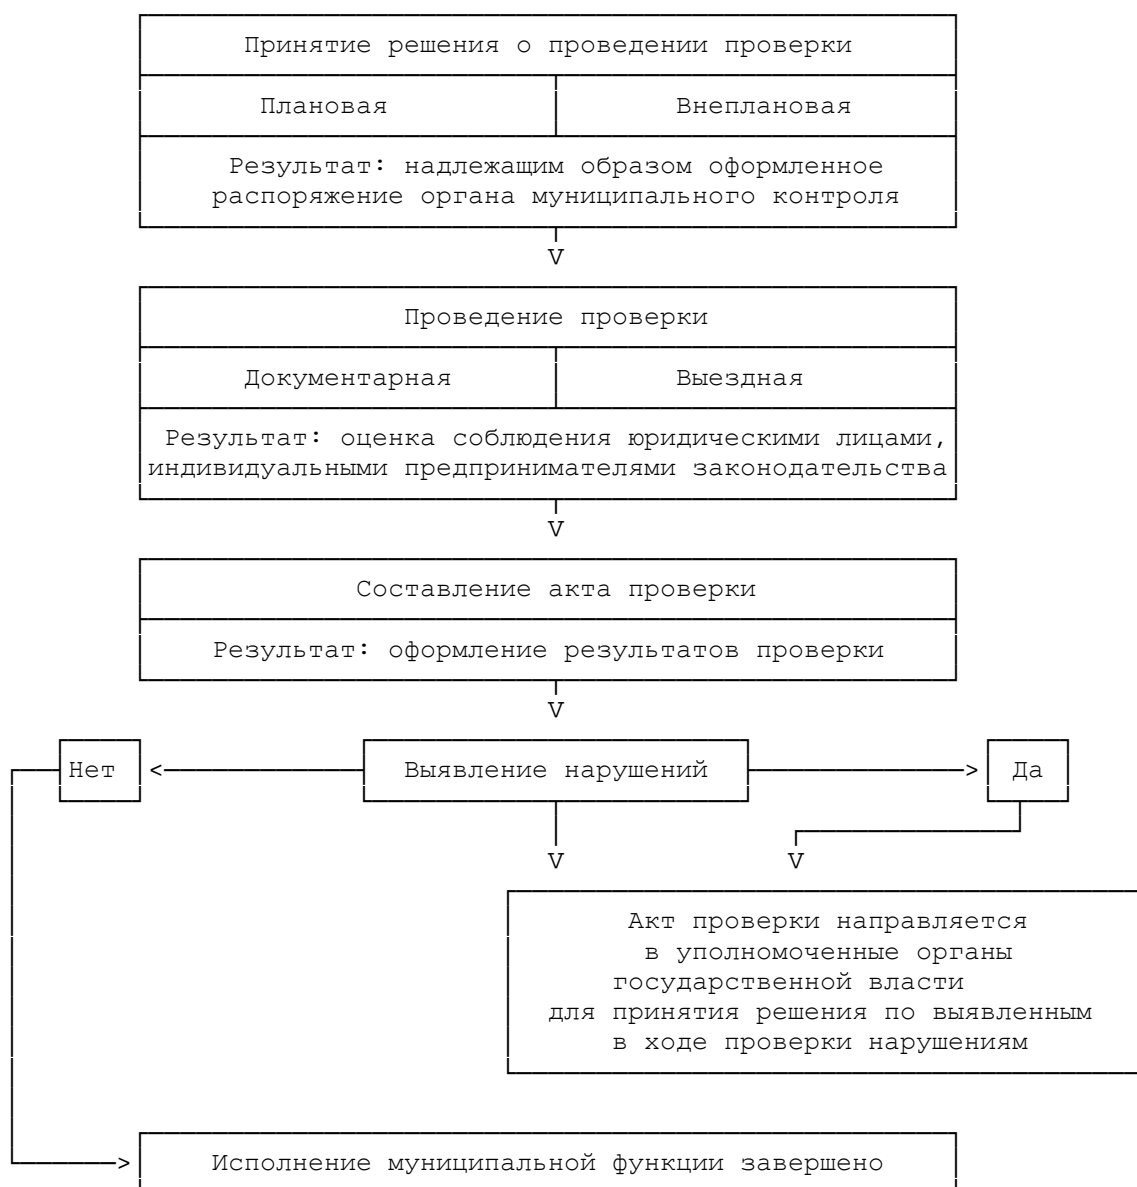 Принятие решения о проведении проверки
Плановая Внеплановая
Результат: надлежащим образом оформленное
распоряжение органа муниципального контроля
V
Проведение проверки
Документарная Выездная
Результат: оценка соблюдения юридическими лицами,
индивидуальными предпринимателями законодательства
V
Составление акта проверки
Результат: оформление результатов проверки
V
Нет < Выявление нарушений > Да
V V
Акт проверки направляется
в уполномоченные органы
государственной власти
для принятия решения по выявленным
в ходе проверки нарушениям
> Исполнение муниципальной функции завершено